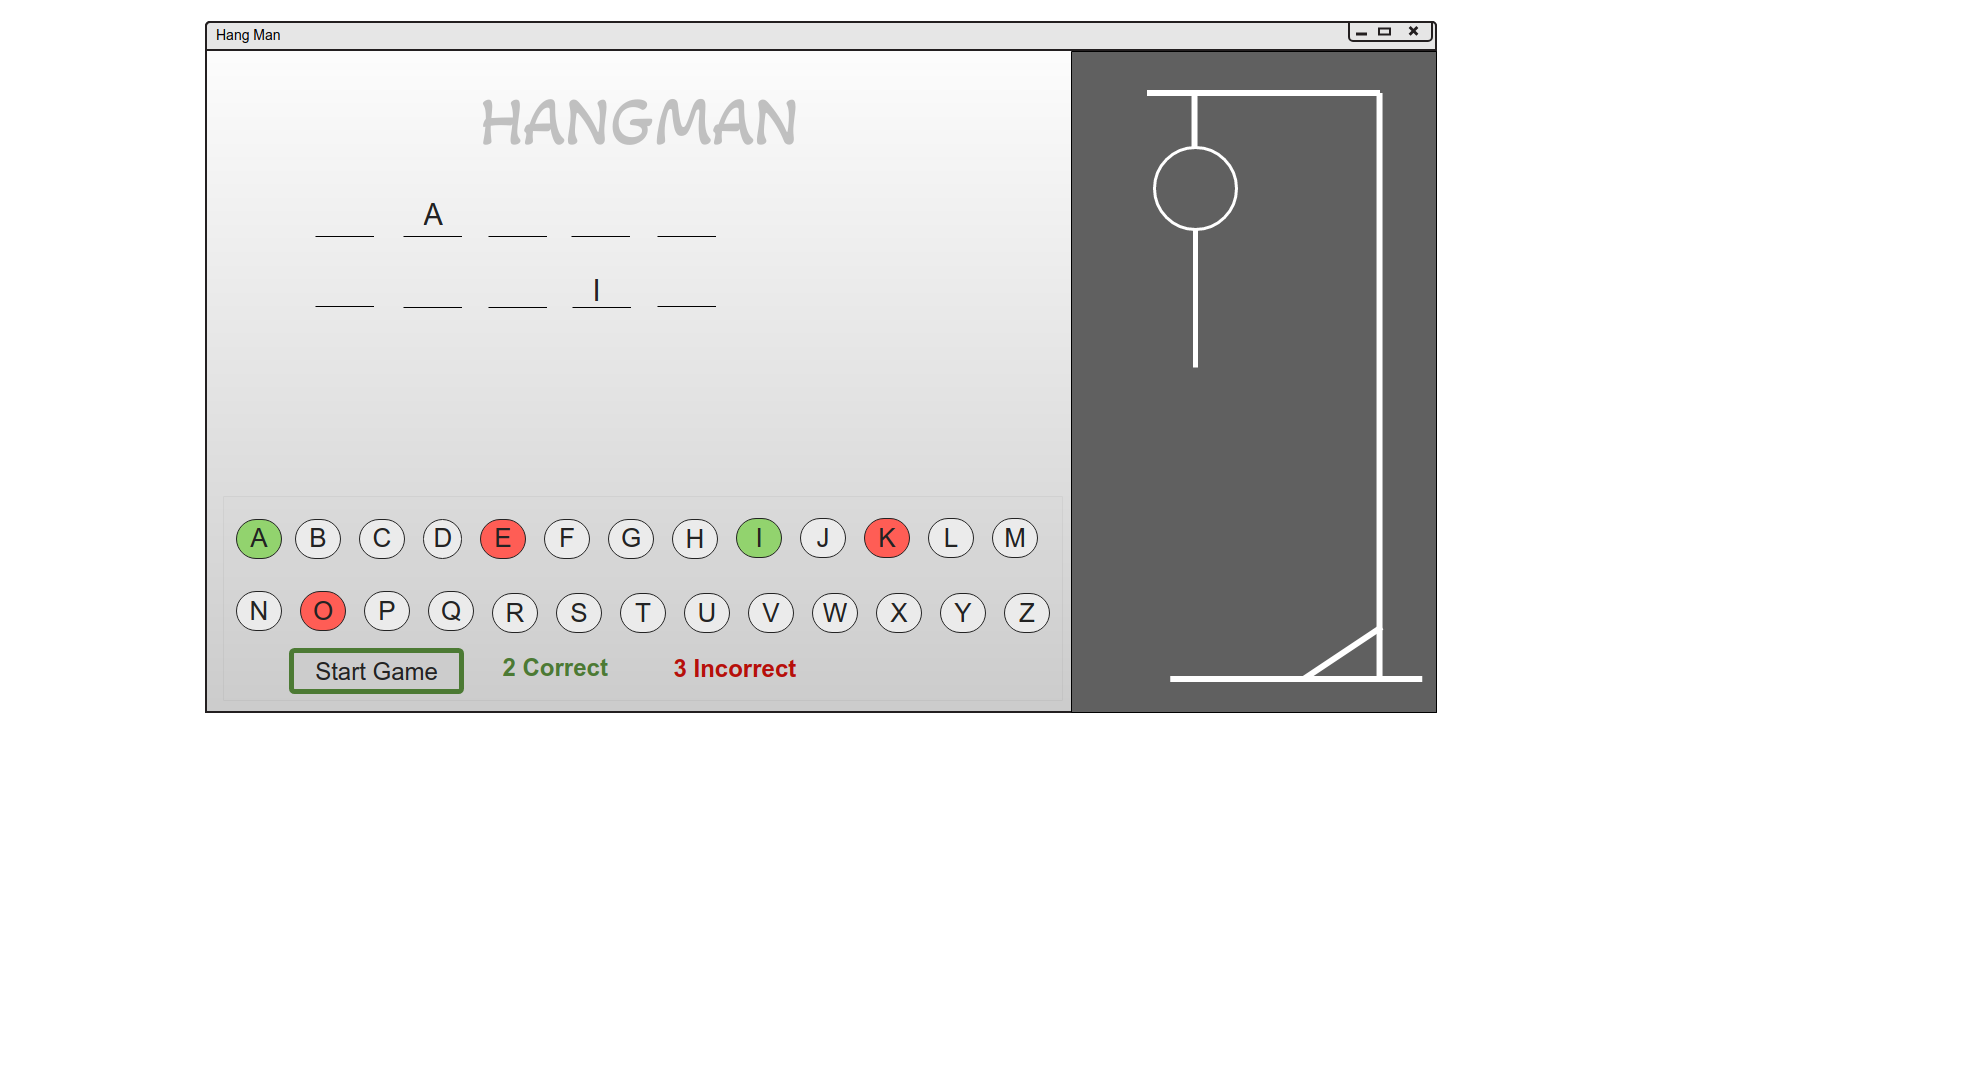 Hang Man
HANGMAN
A
I
A B C D E F G H I J K L M
N O P Q R S T U V W X Y Z
Start Game 2 Correct 3 Incorrect